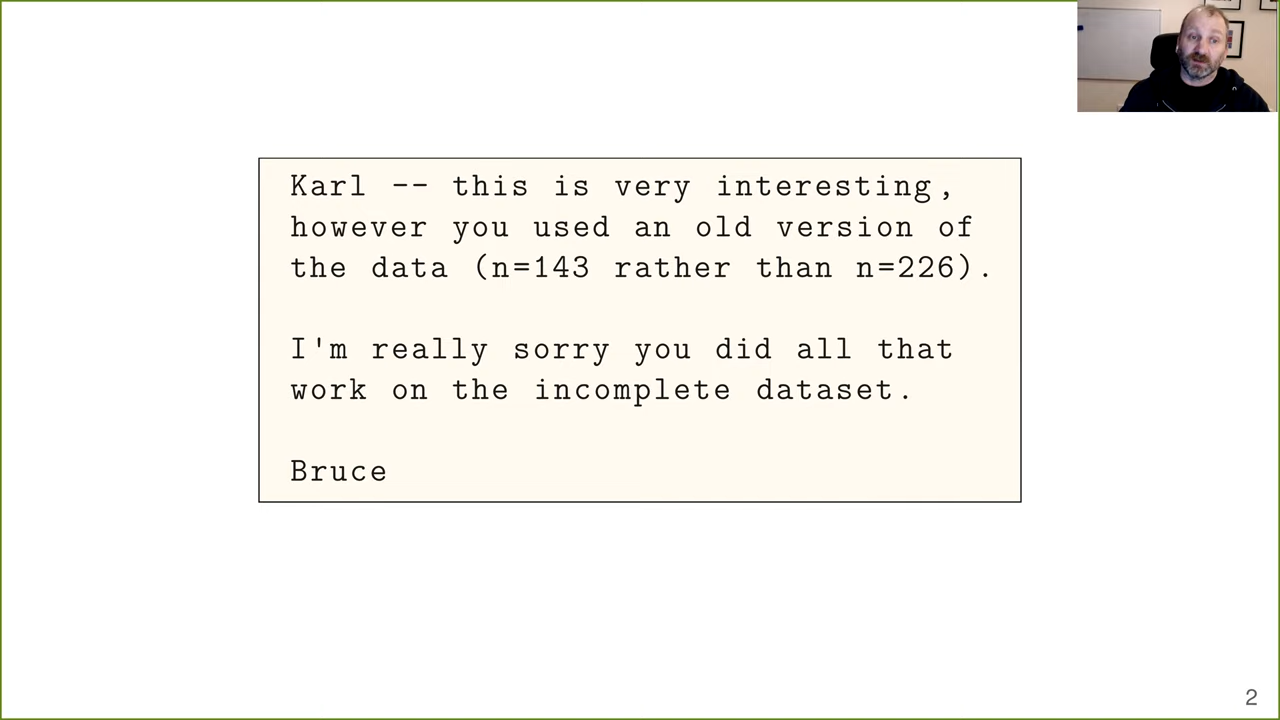 Karl -- this is very interesting,
however you used an old version of
the data (n=143 rather than n=226).
I'm really sorry you did all that
work on the incomplete dataset.
Bruce
2